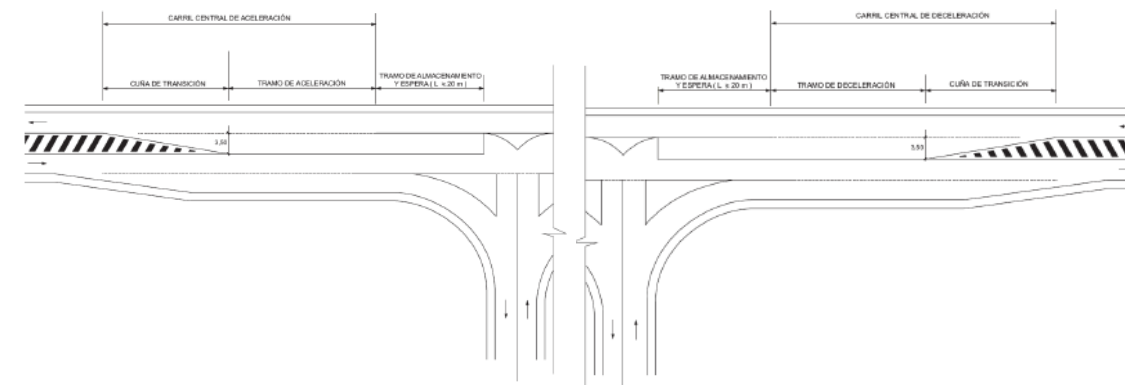 CARRIL CENTRAL DE ACELERACIÓN
CUÑA DE TRANSICIÓN
TRAMO DE ACELERACIÓN
TRAMO DE ALMACENAMIENTO
Y ESPERA ( L < 20 m )
3,50
CARRIL CENTRAL DE DECELERACIÓN
TRAMO DE ALMACENAMIENTO
Y ESPERA ( L ≤ 20 m )
TRAMO DE DECELERACIÓN
CUÑA DE TRANSICIÓN
3,50